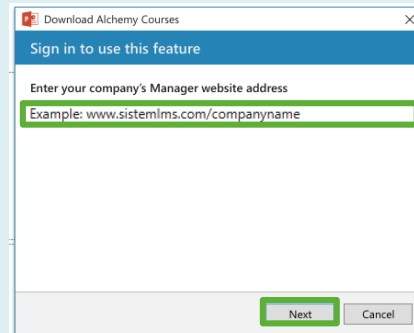 Download Alchemy Courses
Sign in to use this feature
Enter your company's Manager website address
Example: www.sistemlms.com/companyname
Next Cancel